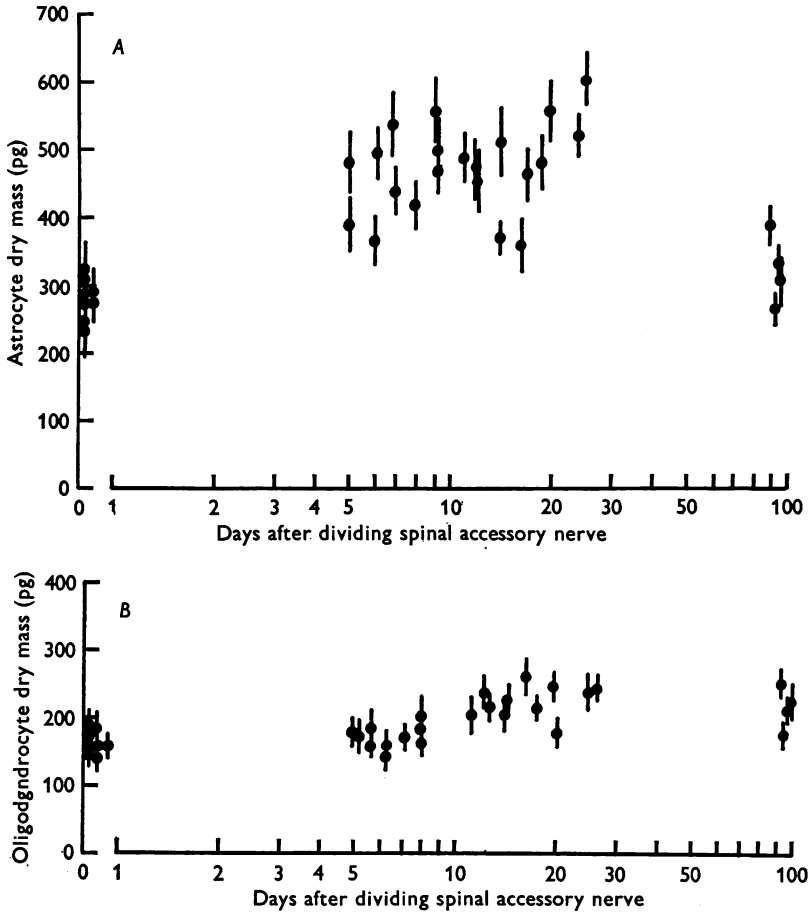 700
A
600
500
400
300
200
100
0
Astrocyte dry mass (pg)
0 1 2 3 4 5 10 20 30 50 100
Days after dividing spinal accessory nerve
400
B
300
200
100
0
Oligodgndrocyte dry mass (pg)
0 1 2 3 4 5 10 20 30 50 100
Days after dividing spinal accessory nerve